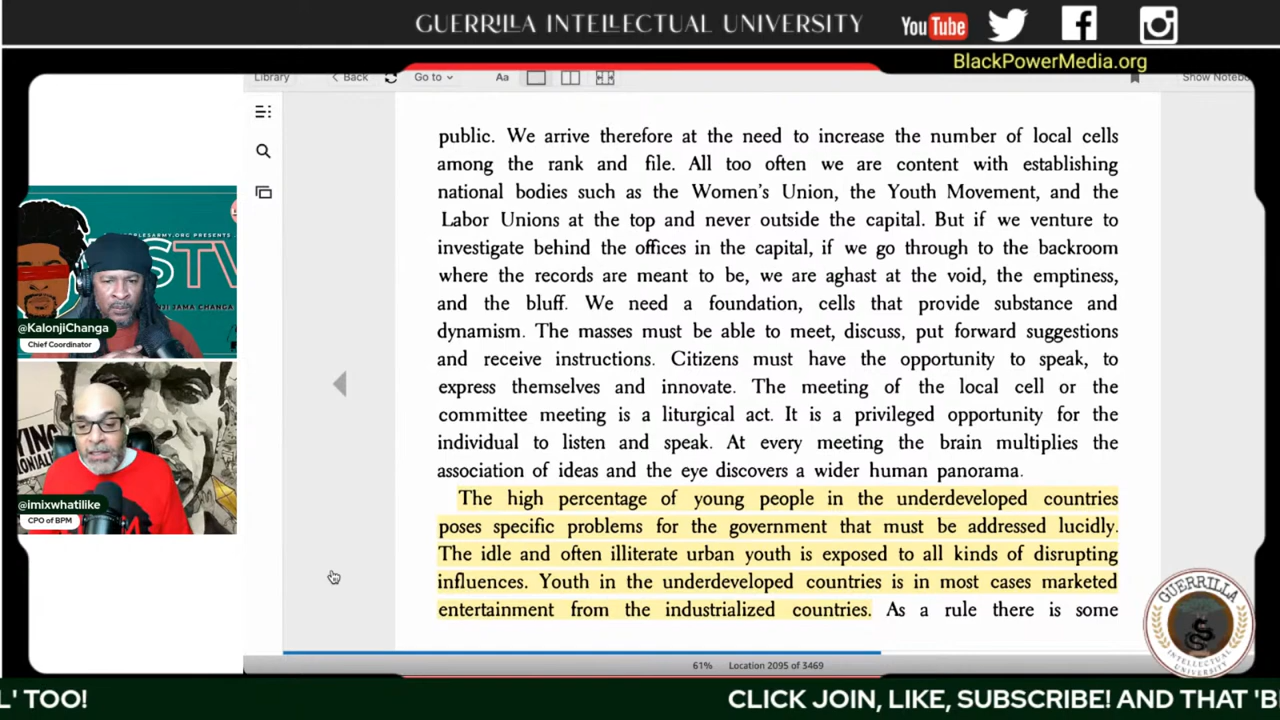 GUERRILLA INTELLECTUAL UNIVERSITY
YouTube
BlackPowerMedia.org
Library
Back
Go to
Aa
Show Noteb
public. We arrive therefore at the need to increase the number of local cells
among the rank and file. All too often we are content with establishing
national bodies such as the Women's Union, the Youth Movement, and the
Labor Unions at the top and never outside the capital. But if we venture to
investigate behind the offices in the capital, if we go through to the backroom
where the records are meant to be, we are aghast at the void, the emptiness,
and the bluff. We need a foundation, cells that provide substance and
dynamism. The masses must be able to meet, discuss, put forward suggestions
and receive instructions. Citizens must have the opportunity to speak, to
express themselves and innovate. The meeting of the local cell or the
committee meeting is a liturgical act. It is a privileged opportunity for the
individual to listen and speak. At every meeting the brain multiplies the
association of ideas and the eye discovers a wider human panorama.
The high percentage of young people in the underdeveloped countries
poses specific problems for the government that must be addressed lucidly.
The idle and often illiterate urban youth is exposed to all kinds of disrupting
influences. Youth in the underdeveloped countries is in most cases marketed
entertainment from the industrialized countries. As a rule there is some
61% Location 2095 of 3469
STV
JAMA CHANGA
@KalonjiChanga
Chief Coordinator
@imixwhatilike
CPO of BPM
GUERRILLA
INTELLECTUAL UNIVERSITY
L' TOO!
CLICK JOIN, LIKE, SUBSCRIBE! AND THAT 'B